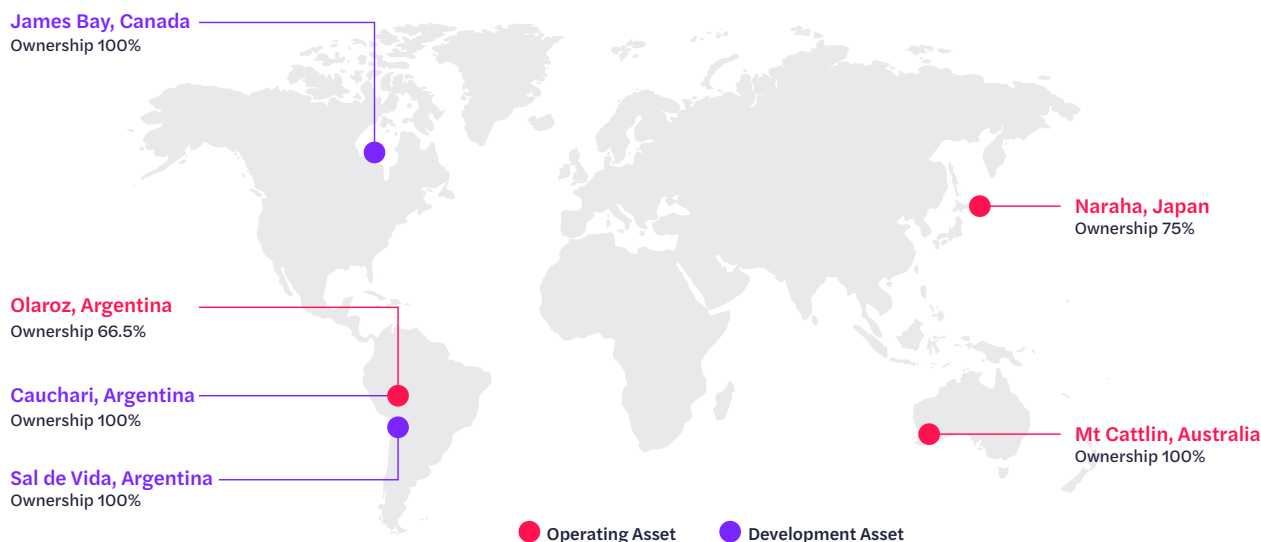 James Bay, Canada
Ownership 100%
Naraha, Japan
Ownership 75%
Olaroz, Argentina
Ownership 66.5%
Cauchari, Argentina
Ownership 100%
Mt Cattlin, Australia
Ownership 100%
Sal de Vida, Argentina
Ownership 100%
Operating Asset
Development Asset